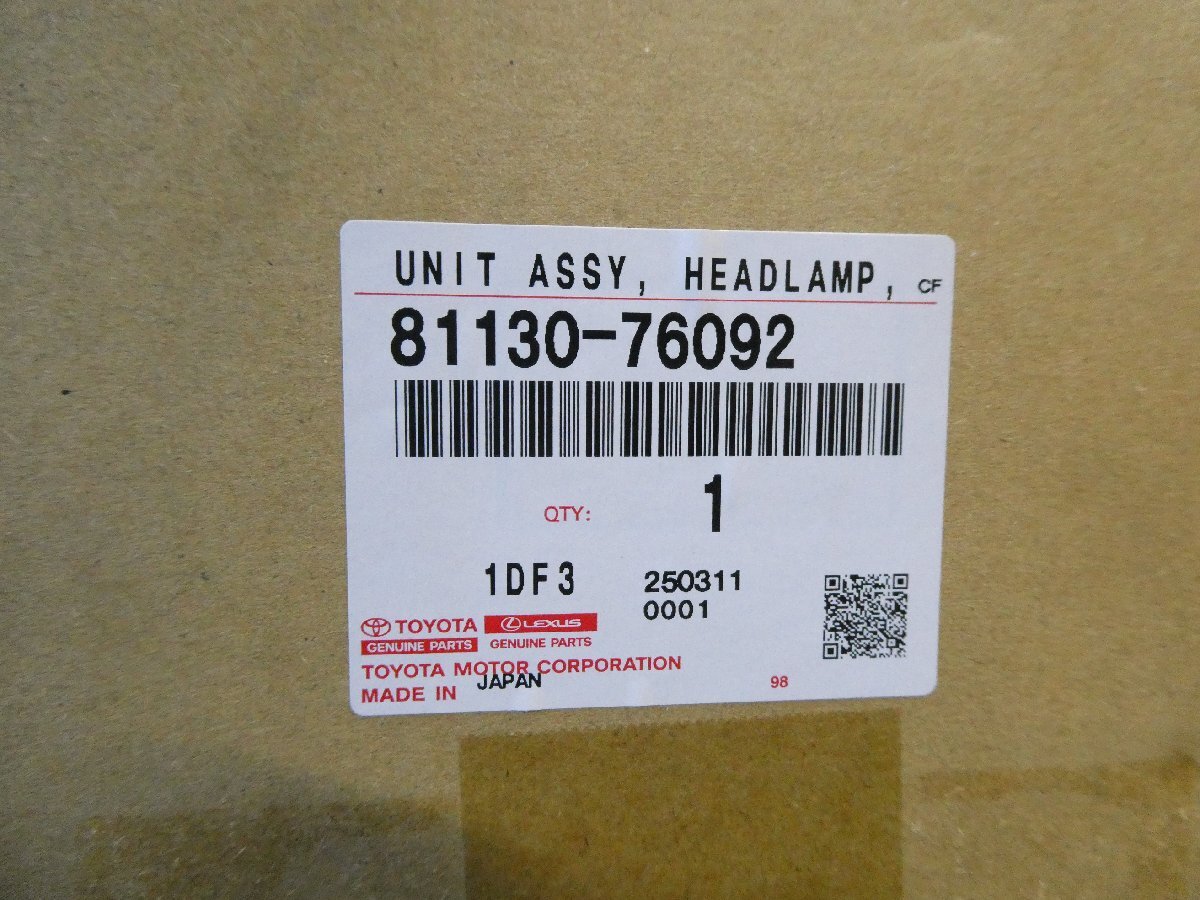 UNIT ASSY, HEADLAMP, CF
81130-76092
QTY: 1
1DF3 250311
0001
TOYOTA LEXUS
GENUINE PARTS GENUINE PARTS
TOYOTA MOTOR CORPORATION
MADE IN JAPAN 98